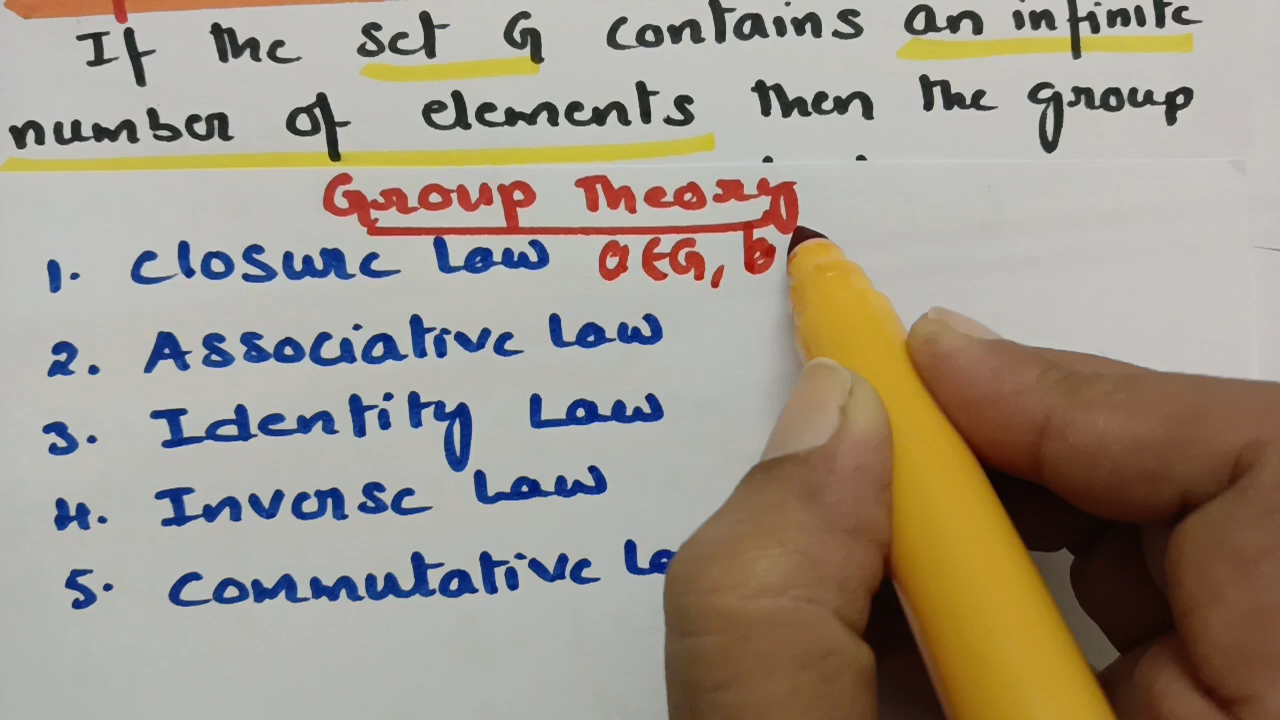 If the set G contains an infinite
number of elements then the group
Group Theory
1. Closure Law a∈G, b
2. Associative Law
3. Identity Law
4. Inverse Law
5. Commutative La